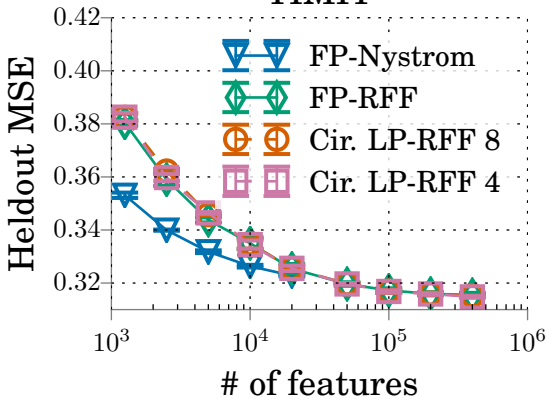 0.42
0.40
0.38
0.36
0.34
0.32
Heldout MSE
FP-Nystrom
FP-RFF
Cir. LP-RFF 8
Cir. LP-RFF 4
10³ 10⁴ 10⁵ 10⁶
# of features